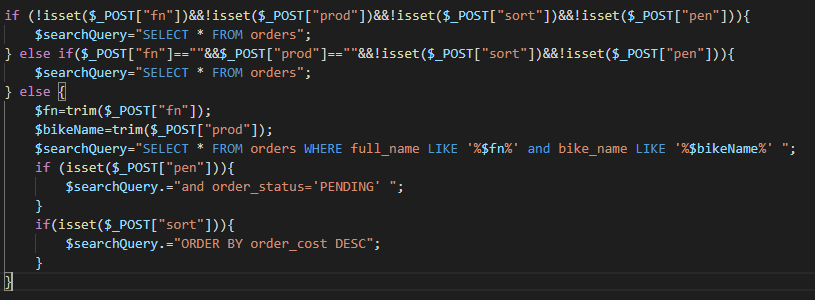 if (!isset($_POST["fn"])&&!isset($_POST["prod"])&&!isset($_POST["sort"])&&!isset($_POST["pen"])){
    $searchQuery="SELECT * FROM orders";
} else if($_POST["fn"]==""&&$_POST["prod"]==""&&!isset($_POST["sort"])&&!isset($_POST["pen"])){
    $searchQuery="SELECT * FROM orders";
} else {
    $fn=trim($_POST["fn"]);
    $bikeName=trim($_POST["prod"]);
    $searchQuery="SELECT * FROM orders WHERE full_name LIKE '%$fn%' and bike_name LIKE '%$bikeName%' ";
    if (isset($_POST["pen"])){
        $searchQuery.="and order_status='PENDING' ";
    }
    if(isset($_POST["sort"])){
        $searchQuery.="ORDER BY order_cost DESC";
    }
}